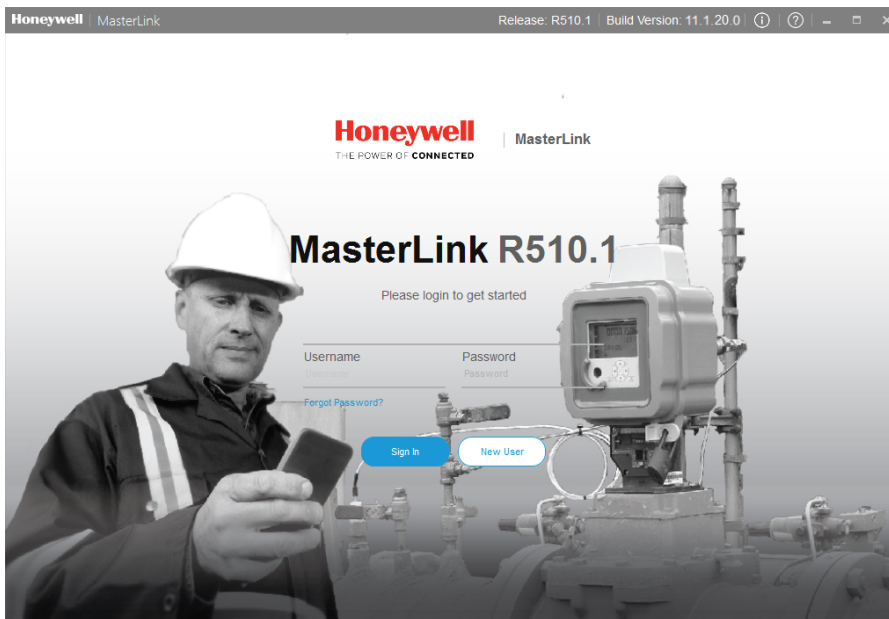 Honeywell MasterLink Release: R510.1 Build Version: 11.1.20.0
Honeywell MasterLink
THE POWER OF CONNECTED
MasterLink R510.1
Please login to get started
Username Password
Username Password
Forgot Password?
Sign In New User